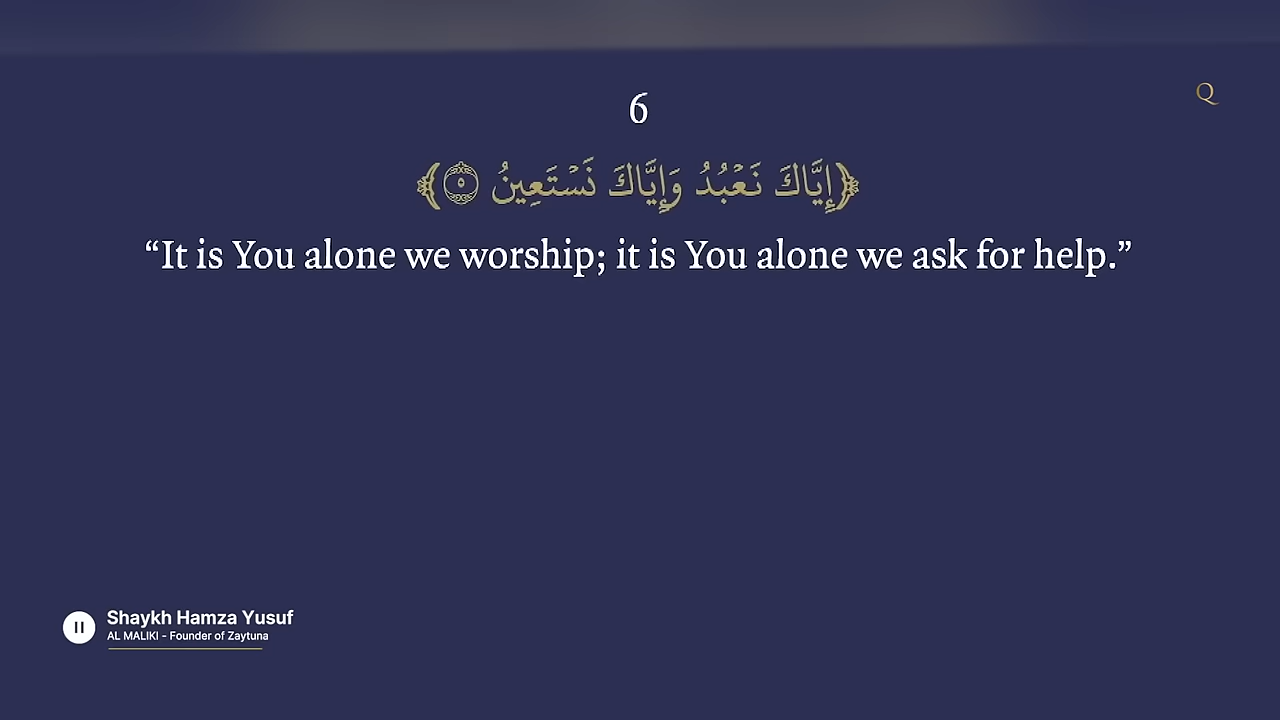 6
Q
﴿إِيَّاكَ نَعْبُدُ وَإِيَّاكَ نَسْتَعِينُ ۝٥﴾
“It is You alone we worship; it is You alone we ask for help.”
Shaykh Hamza Yusuf
AL MALIKI - Founder of Zaytuna